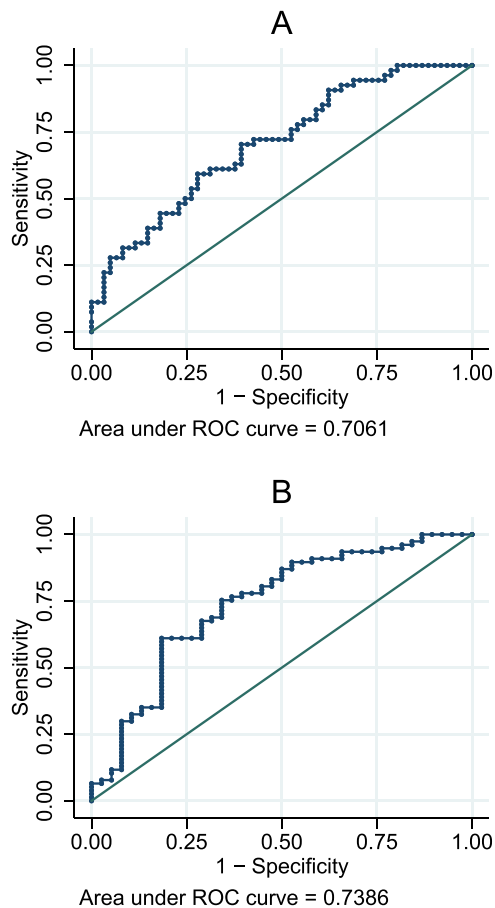 A
Sensitivity
1.00
0.75
0.50
0.25
0.00
0.00 0.25 0.50 0.75 1.00
1 − Specificity
Area under ROC curve = 0.7061
B
Sensitivity
1.00
0.75
0.50
0.25
0.00
0.00 0.25 0.50 0.75 1.00
1 − Specificity
Area under ROC curve = 0.7386